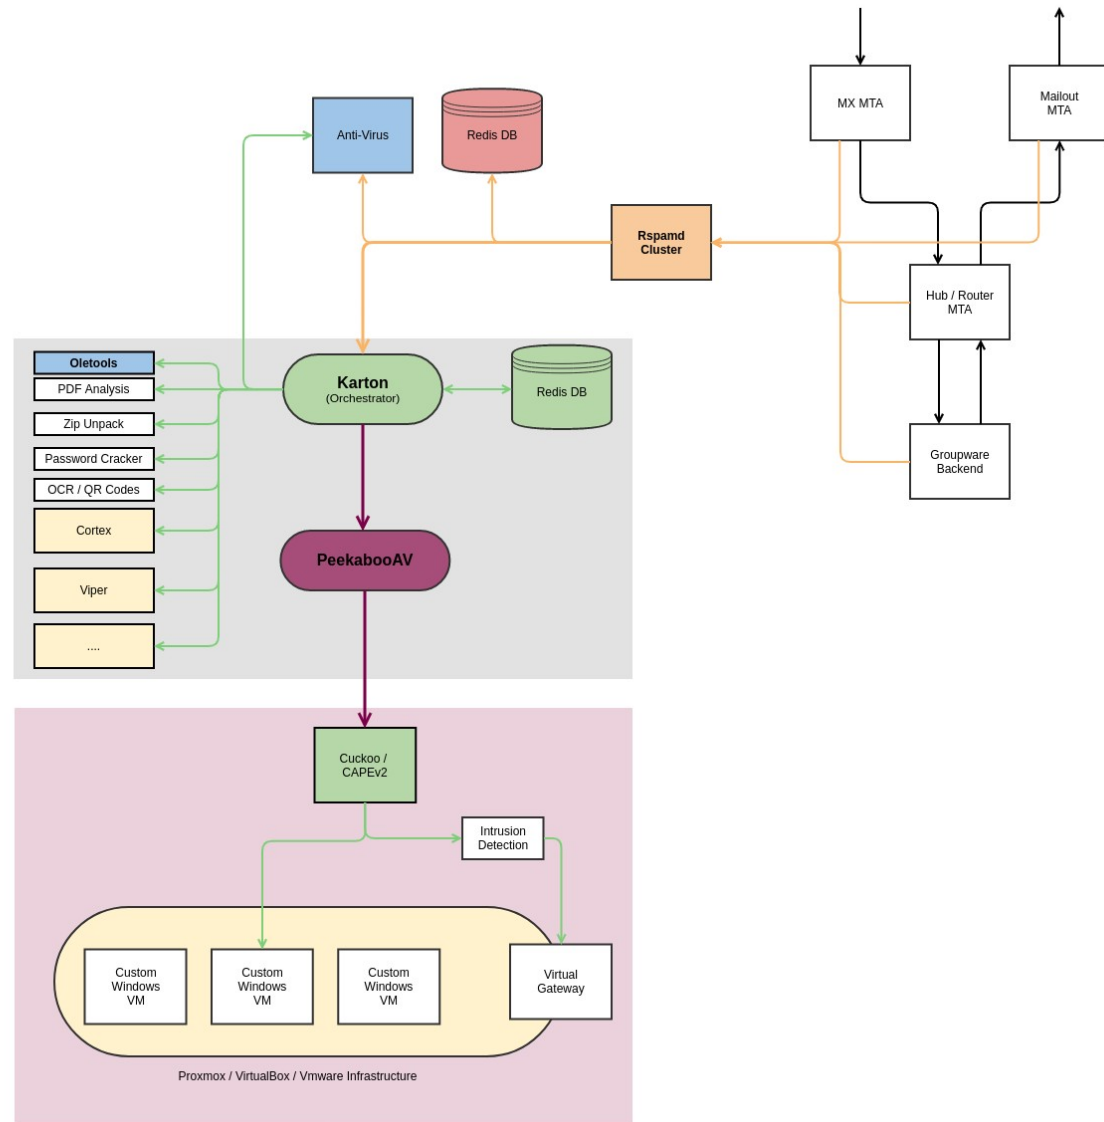 MX MTA
Mailout
MTA
Anti-Virus
Redis DB
Rspamd
Cluster
Hub / Router
MTA
Oletools
PDF Analysis
Zip Unpack
Password Cracker
OCR / QR Codes
Cortex
Viper
....
Karton
(Orchestrator)
Redis DB
Groupware
Backend
PeekabooAV
Cuckoo /
CAPEv2
Intrusion
Detection
Custom
Windows
VM
Custom
Windows
VM
Custom
Windows
VM
Virtual
Gateway
Proxmox / VirtualBox / Vmware Infrastructure